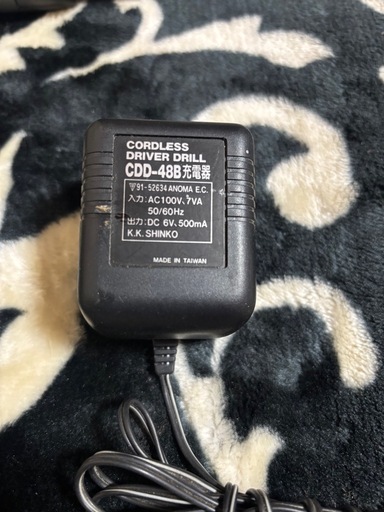 CORDLESS
DRIVER DRILL
CDD-48B充電器
〒91-52634 ANOMA E.C.
入力:AC100V, 7VA
50/60Hz
出力:DC 6V, 500mA
K.K. SHINKO
MADE IN TAIWAN